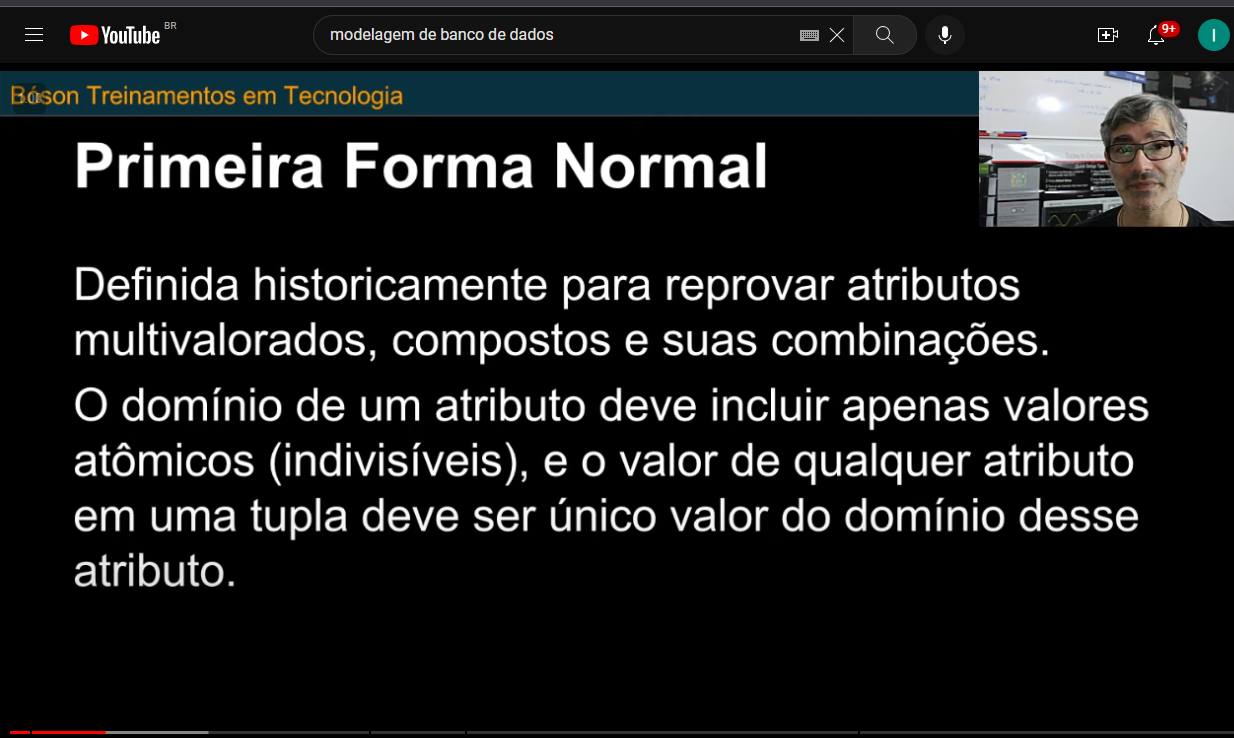 YouTube BR
modelagem de banco de dados
9+
I
Bóson Treinamentos em Tecnologia
Primeira Forma Normal
Definida historicamente para reprovar atributos
multivalorados, compostos e suas combinações.
O domínio de um atributo deve incluir apenas valores
atômicos (indivisíveis), e o valor de qualquer atributo
em uma tupla deve ser único valor do domínio desse
atributo.